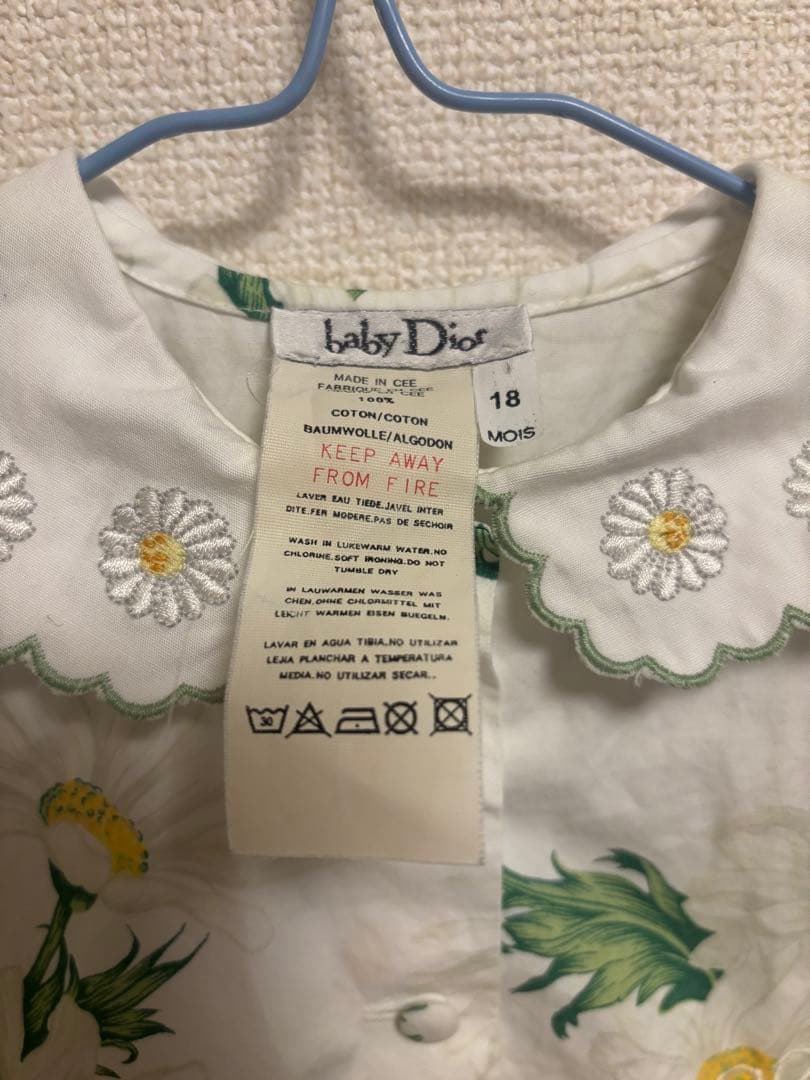 baby Dior
MADE IN CEE
FABRIQUE EN CEE
100%
COTON/COTON
BAUMWOLLE/ALGODON
KEEP AWAY
FROM FIRE
LAVER EAU TIEDE.JAVEL INTER
DITE.FER MODERE.PAS DE SECHOIR
WASH IN LUKEWARM WATER.NO
CHLORINE.SOFT IRONING.DO NOT
TUMBLE DRY
IN LAUWARMEN WASSER WAS
CHEN.OHNE CHLORMITTEL MIT
LEICHT WARMEN EISEN BUEGELN.
LAVAR EN AGUA TIBIA.NO UTILIZAR
LEJIA PLANCHAR A TEMPERATURA
MEDIA.NO UTILIZAR SECAR..
30
18
MOIS